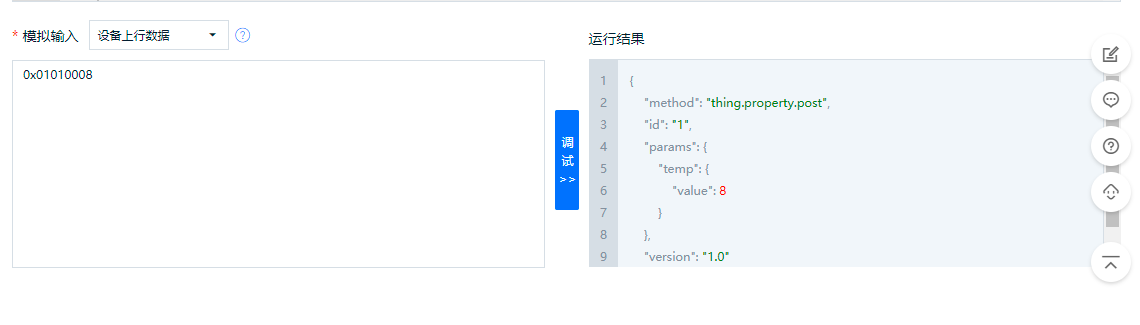 * 模拟输入 设备上行数据 ?
0x01010008
调
试
>>
运行结果
1 {
2 "method": "thing.property.post",
3 "id": "1",
4 "params": {
5 "temp": {
6 "value": 8
7 }
8 },
9 "version": "1.0"